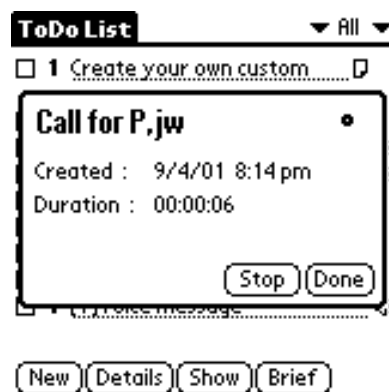 ToDo List All
1 Create your own custom
Call for P,jw
Created : 9/4/01 8:14 pm
Duration : 00:00:06
Stop Done
New Details Show Brief